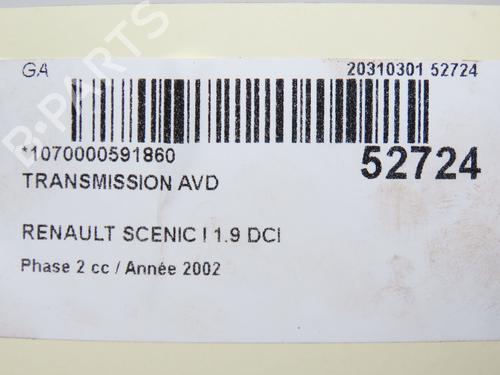 GA 20310301 52724
*1070000591860 52724
TRANSMISSION AVD
RENAULT SCENIC I 1.9 DCI
Phase 2 cc / Année 2002
B-PARTS